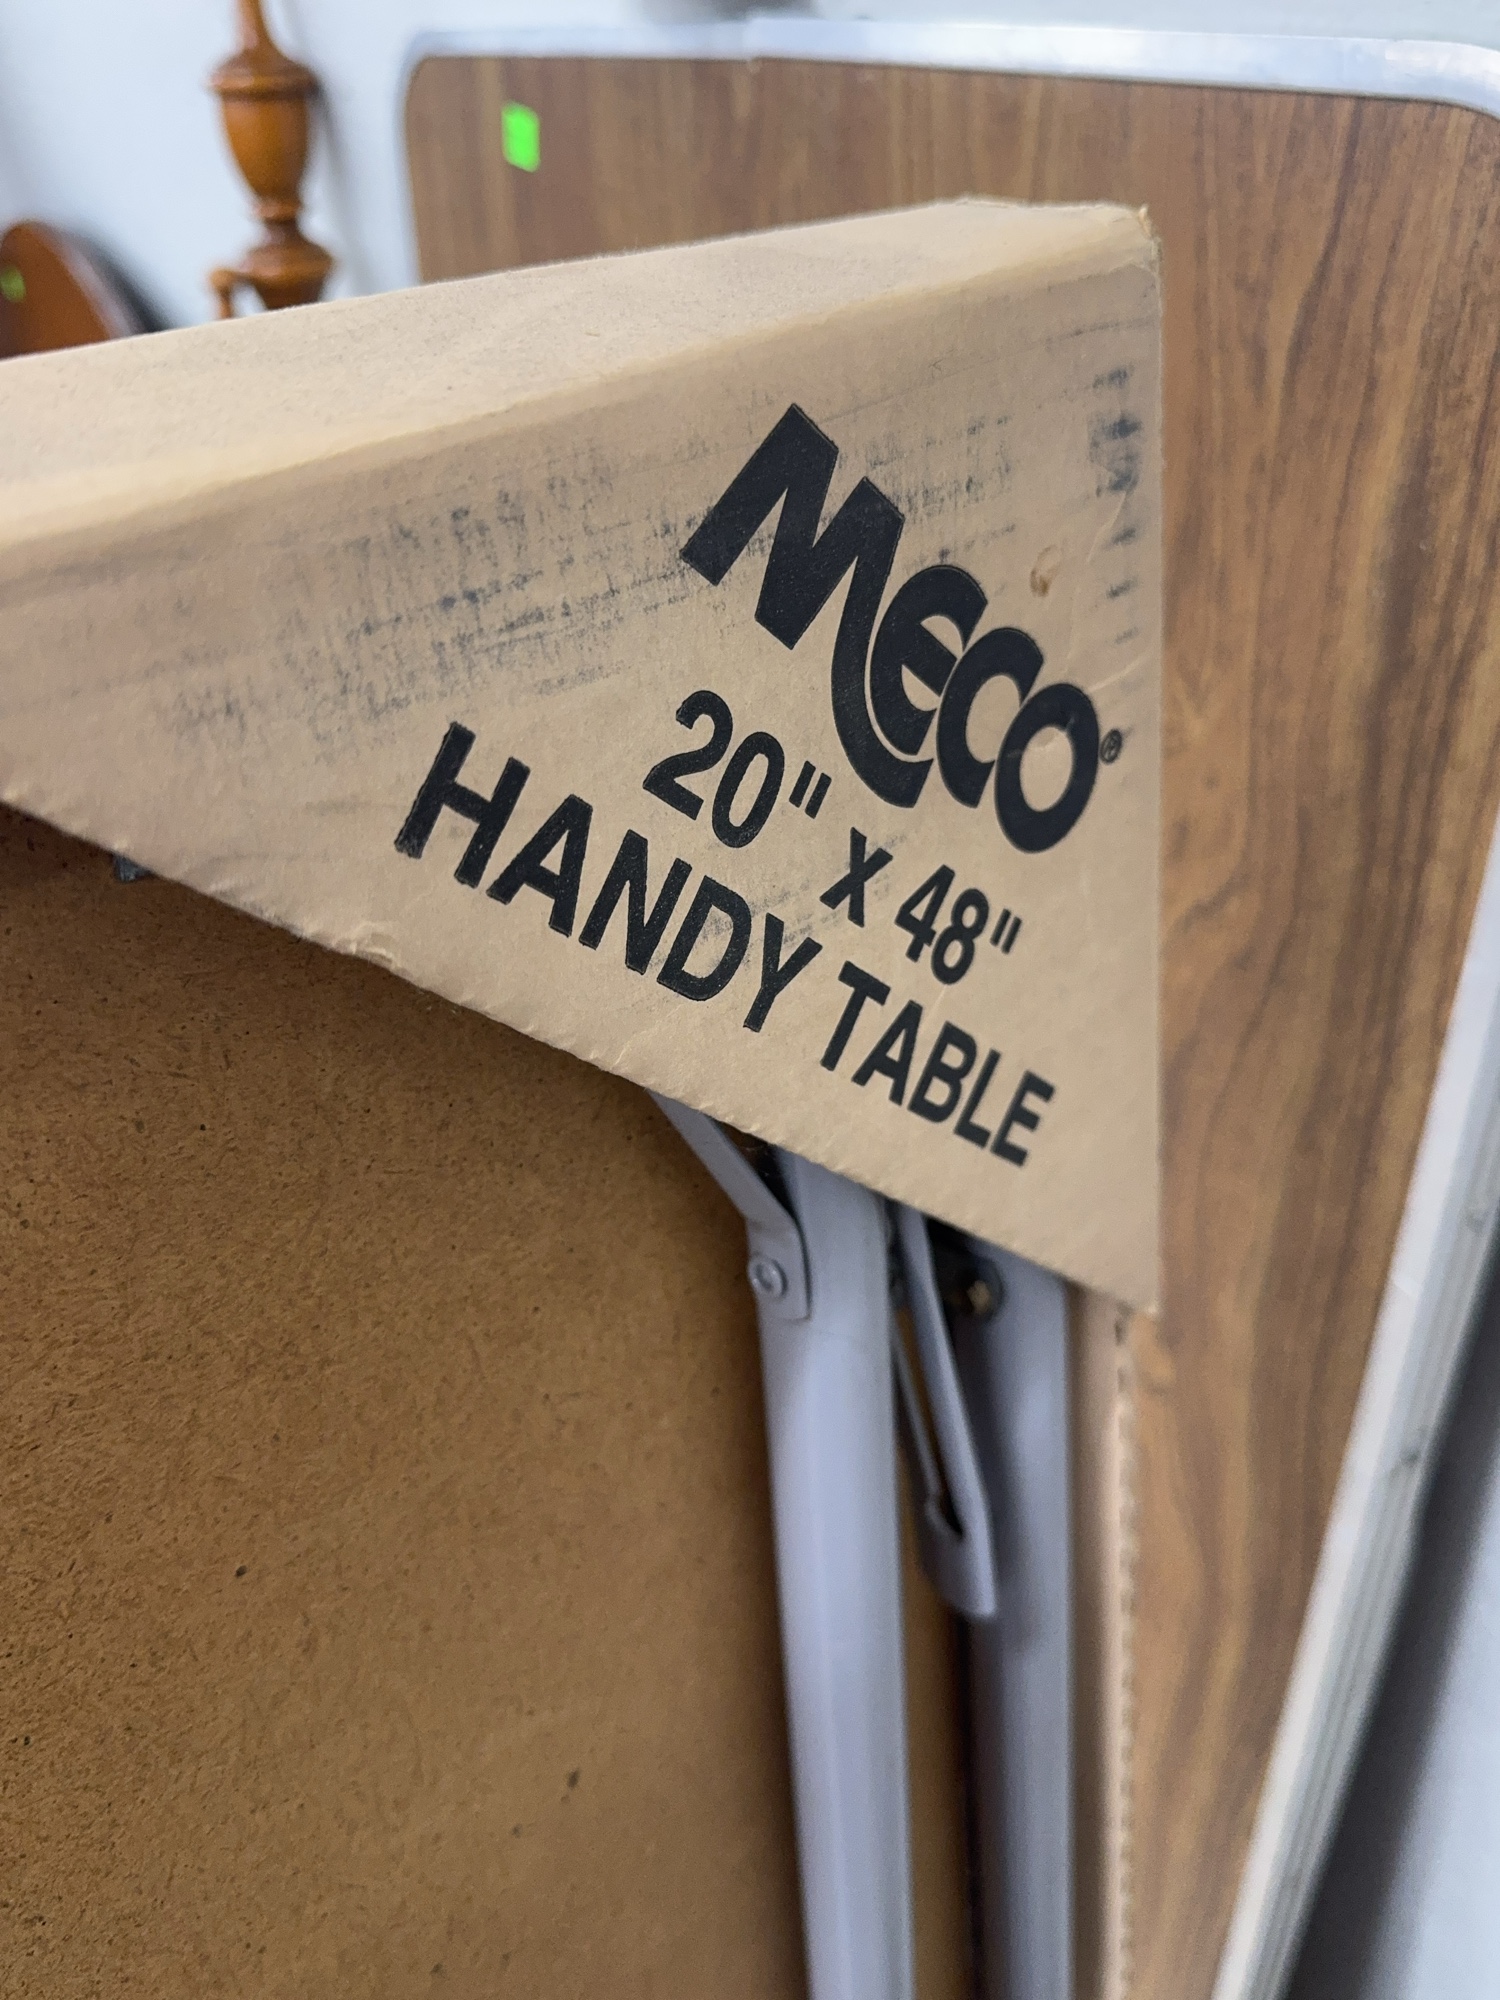 MECO®
20" X 48"
HANDY TABLE